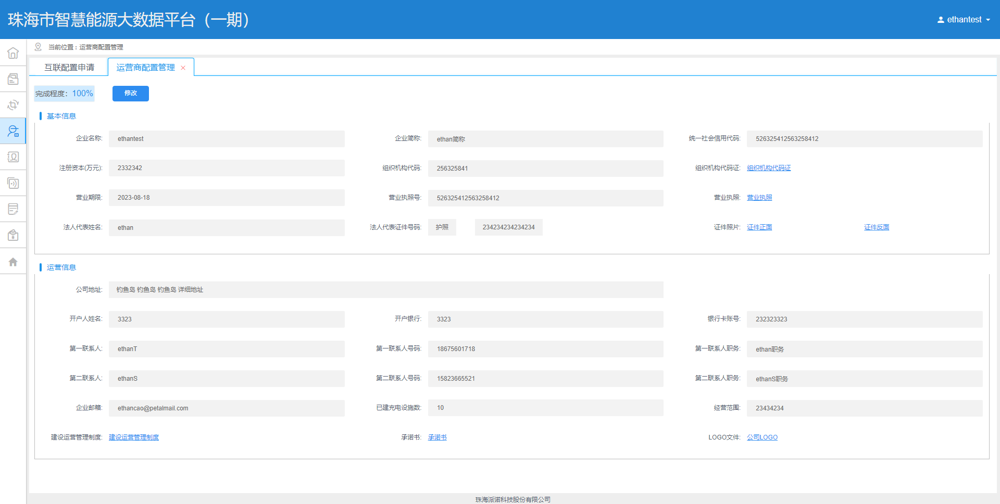 珠海市智慧能源大数据平台（一期）
ethantest
当前位置：运营商配置管理
互联配置申请 运营商配置管理 ×
完成程度：100% 修改
基本信息
企业名称: ethantest 企业简称: ethan简称 统一社会信用代码: 526325412563258412
注册资本(万元): 2332342 组织机构代码: 256325841 组织机构代码证: 组织机构代码证
营业期限: 2023-08-18 营业执照号: 526325412563258412 营业执照: 营业执照
法人代表姓名: ethan 法人代表证件号码: 护照 234234234234234 证件照片: 证件正面 证件反面
运营信息
公司地址: 钓鱼岛 钓鱼岛 钓鱼岛 详细地址
开户人姓名: 3323 开户银行: 3323 银行卡账号: 232323323
第一联系人: ethanT 第一联系人号码: 18675601718 第一联系人职务: ethan职务
第二联系人: ethanS 第二联系人号码: 15823665521 第二联系人职务: ethanS职务
企业邮箱: ethancao@petalmail.com 已建充电设施数: 10 经营范围: 23434234
建设运营管理制度: 建设运营管理制度 承诺书: 承诺书 LOGO文件: 公司LOGO
珠海派诺科技股份有限公司